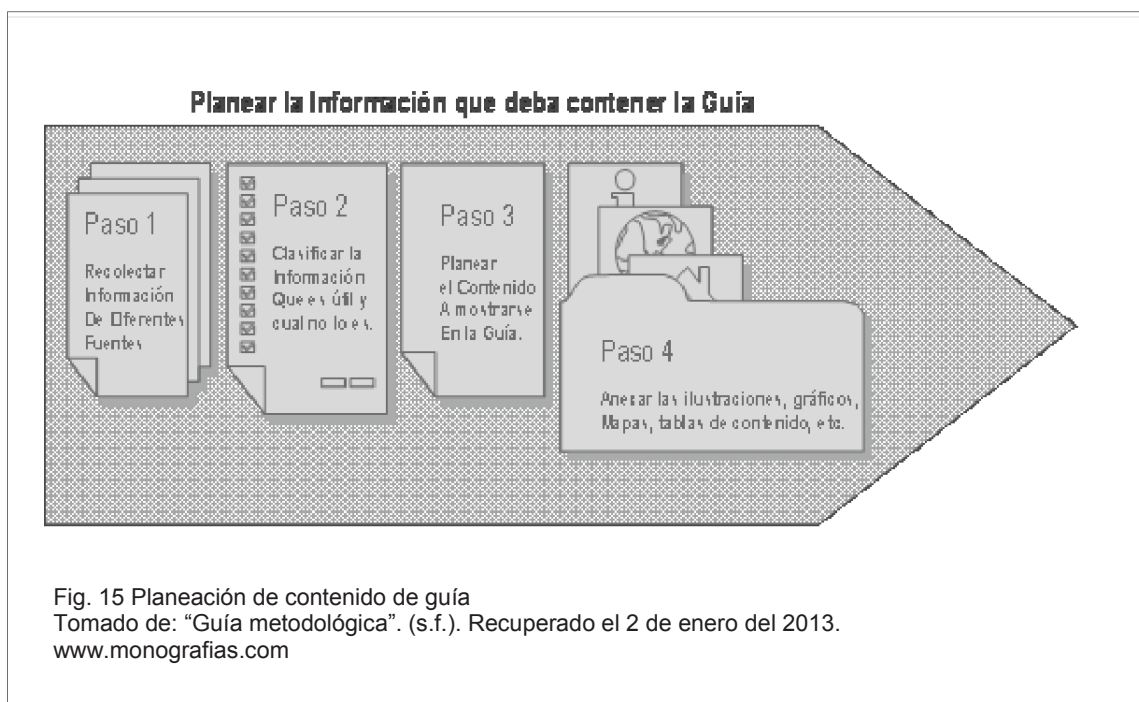 Planear la Información que deba contener la Guía
Paso 1
Recolectar
Información
De Diferentes
Fuentes
Paso 2
Clasificar la
Información
Que es útil y
cual no lo es.
Paso 3
Planear
el Contenido
A mostrarse
En la Guía.
Paso 4
Anexar las ilustraciones, gráficos,
Mapas, tablas de contenido, etc.
Fig. 15 Planeación de contenido de guía
Tomado de: “Guía metodológica”. (s.f.). Recuperado el 2 de enero del 2013.
www.monografias.com